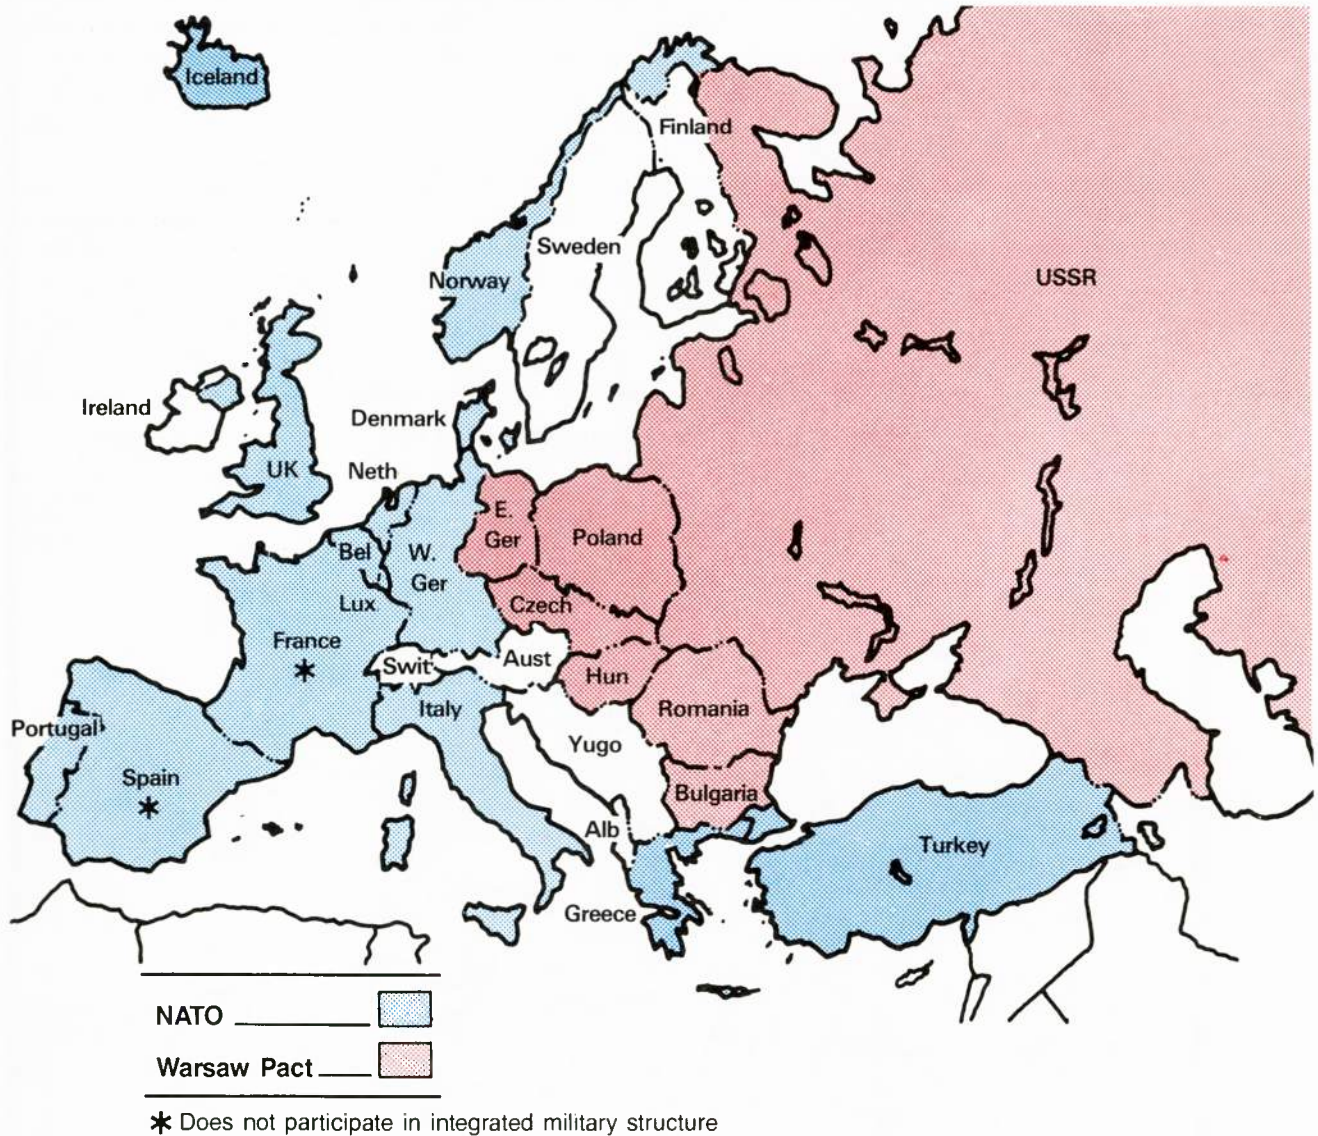 Iceland
Finland
Sweden
Norway
USSR
Ireland
Denmark
UK
Neth
E.
Ger
Poland
Bel
W.
Ger
Lux
Czech
France
*
Swit
Aust
Hun
Italy
Romania
Portugal
Yugo
Spain
*
Bulgaria
Alb
Turkey
Greece
NATO
Warsaw Pact
* Does not participate in integrated military structure